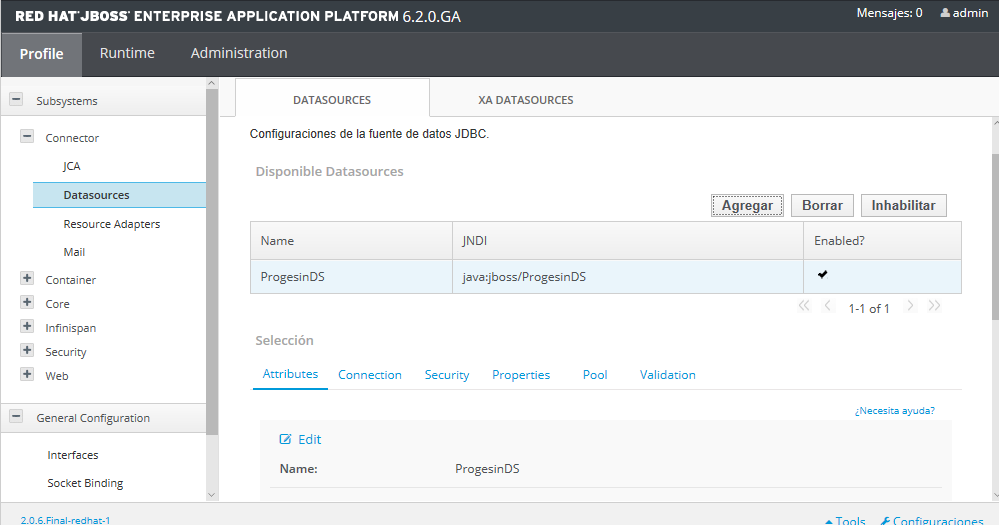 RED HAT® JBOSS® ENTERPRISE APPLICATION PLATFORM 6.2.0.GA
Mensajes: 0 admin
Profile Runtime Administration
Subsystems
Connector
JCA
Datasources
Resource Adapters
Mail
Container
Core
Infinispan
Security
Web
General Configuration
Interfaces
Socket Binding
DATASOURCES XA DATASOURCES
Configuraciones de la fuente de datos JDBC.
Disponible Datasources
Agregar Borrar Inhabilitar
Name JNDI Enabled?
ProgesinDS java:jboss/ProgesinDS
1-1 of 1
Selección
Attributes Connection Security Properties Pool Validation
¿Necesita ayuda?
Edit
Name: ProgesinDS
2.0.6.Final-redhat-1 Tools Configuraciones